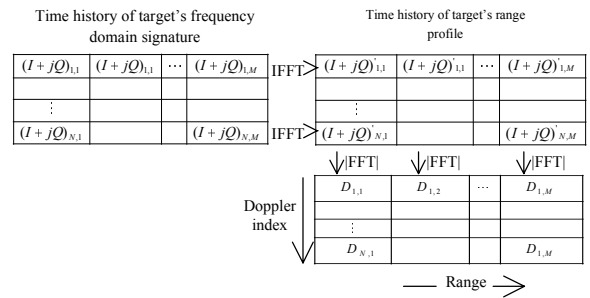 Time history of target's frequency
domain signature
Time history of target's range
profile
(I + jQ)₁,₁ (I + jQ)₁,₁ ⋯ (I + jQ)₁,M
IFFT
(I + jQ)'₁,₁ (I + jQ)'₁,₁ ⋯ (I + jQ)'₁,M
⋮
⋮
(I + jQ)N,1 (I + jQ)N,M
IFFT
(I + jQ)'N,1 (I + jQ)'N,M
|FFT| |FFT| |FFT|
Doppler
index
D₁,₁ D₁,₂ ⋯ D₁,M
⋮
D N,1 D₁,M
Range